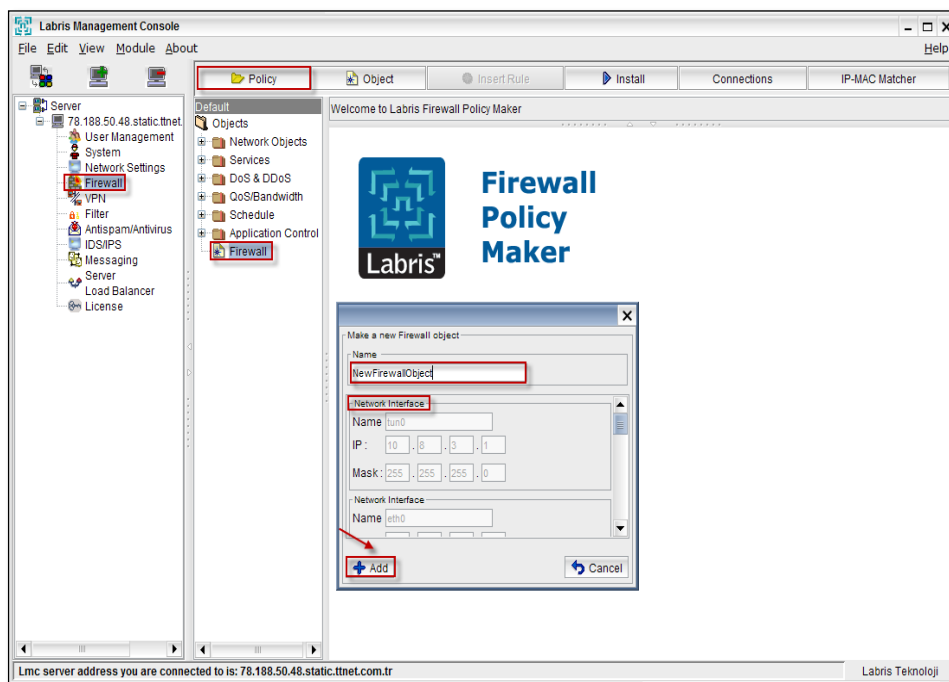 Labris Management Console
File Edit View Module About Help
Policy Object Insert Rule Install Connections IP-MAC Matcher
Server
78.188.50.48.static.ttnet.
User Management
System
Network Settings
Firewall
VPN
Filter
Antispam/Antivirus
IDS/IPS
Messaging
Server
Load Balancer
License
Default
Objects
Network Objects
Services
DoS & DDoS
QoS/Bandwidth
Schedule
Application Control
Firewall
Welcome to Labris Firewall Policy Maker
Labris™
Firewall
Policy
Maker
Make a new Firewall object
Name
NewFirewallObject
Network Interface
Name tun0
IP : 10 . 8 . 3 . 1
Mask : 255 . 255 . 255 . 0
Network Interface
Name eth0
Add Cancel
Lmc server address you are connected to is: 78.188.50.48.static.ttnet.com.tr Labris Teknoloji